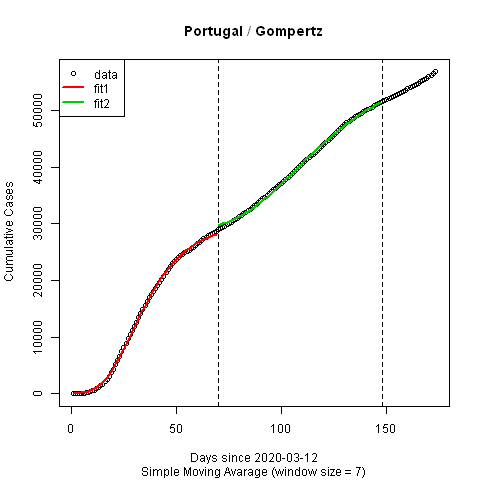 Portugal / Gompertz
data
fit1
fit2
Cumulative Cases
50000
40000
30000
20000
10000
0
0 50 100 150
Days since 2020-03-12
Simple Moving Avarage (window size = 7)